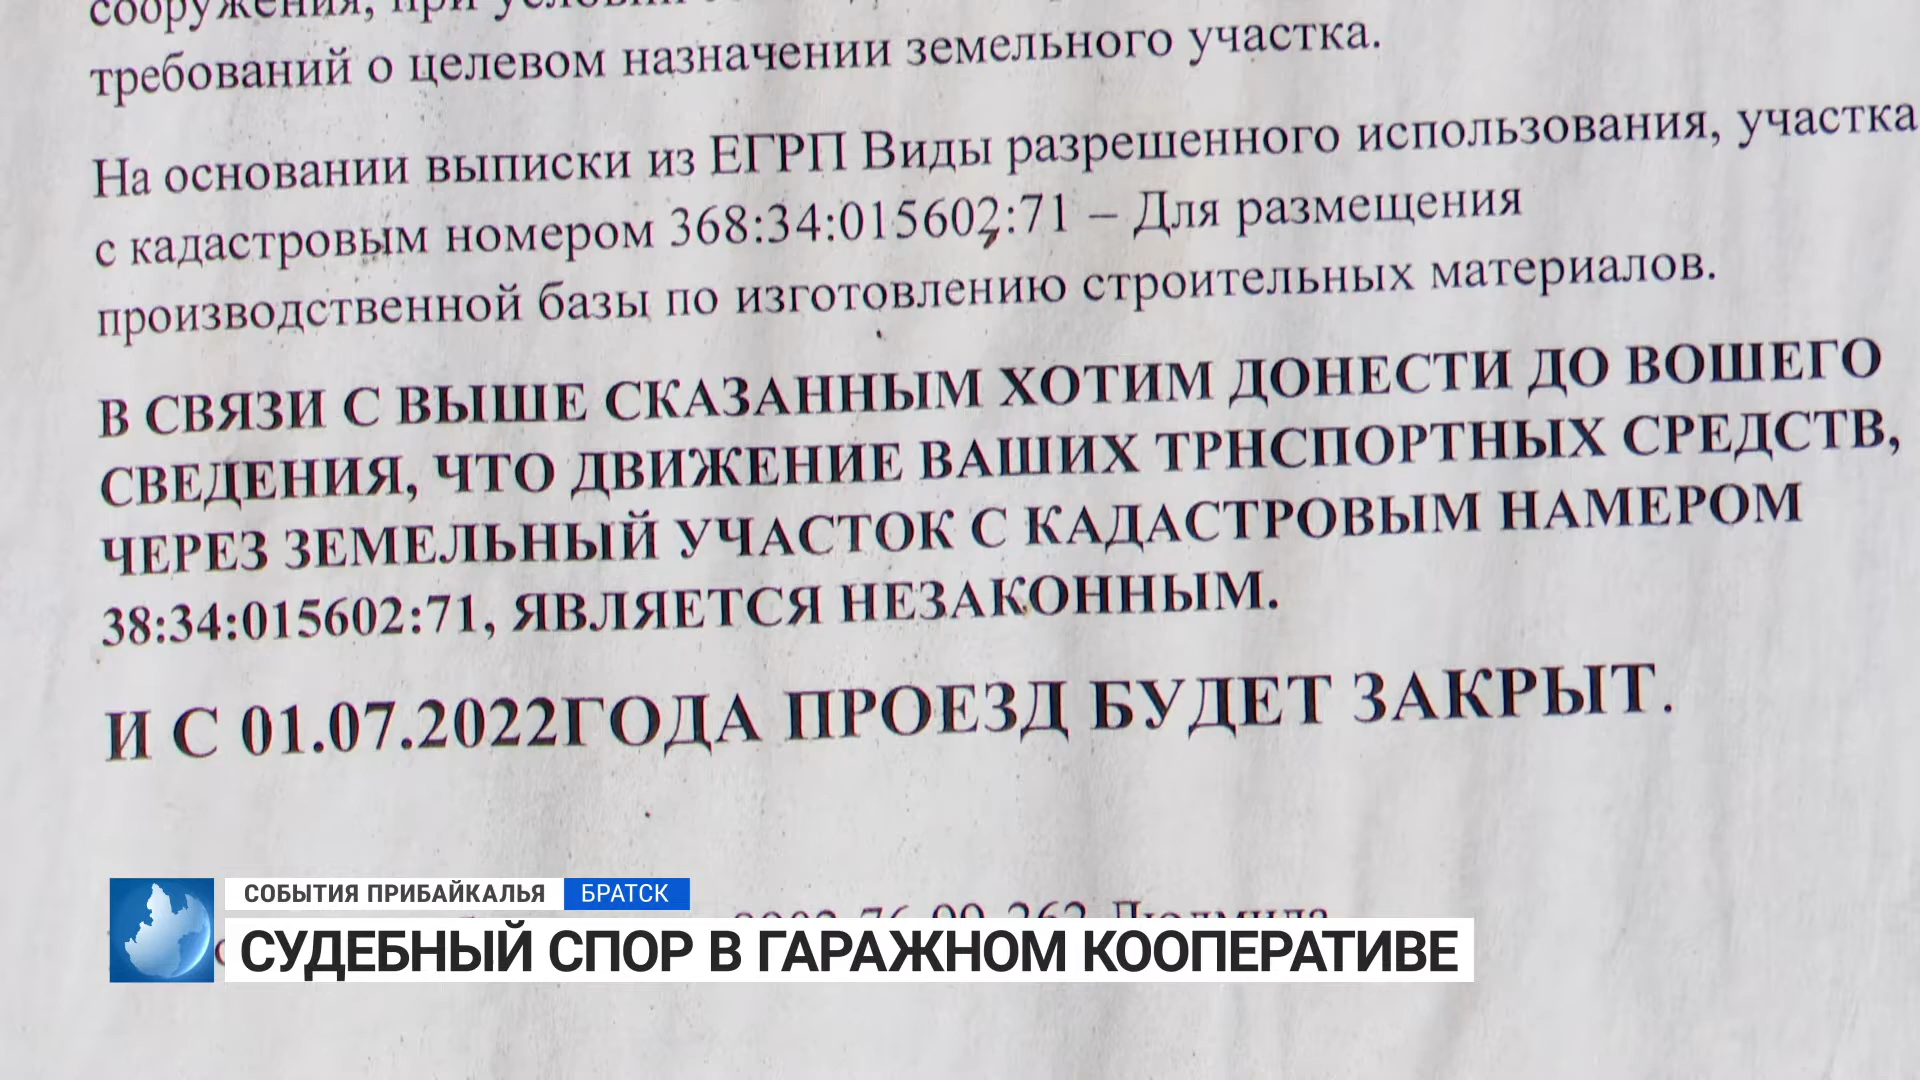 сооружения, при
требований о целевом назначении земельного участка.
На основании выписки из ЕГРП Виды разрешенного использования, участка
с кадастровым номером 368:34:015602:71 – Для размещения
производственной базы по изготовлению строительных материалов.
В СВЯЗИ С ВЫШЕ СКАЗАННЫМ ХОТИМ ДОНЕСТИ ДО ВОШЕГО
СВЕДЕНИЯ, ЧТО ДВИЖЕНИЕ ВАШИХ ТРНСПОРТНЫХ СРЕДСТВ,
ЧЕРЕЗ ЗЕМЕЛЬНЫЙ УЧАСТОК С КАДАСТРОВЫМ НАМЕРОМ
38:34:015602:71, ЯВЛЯЕТСЯ НЕЗАКОННЫМ.
И С 01.07.2022ГОДА ПРОЕЗД БУДЕТ ЗАКРЫТ.
СОБЫТИЯ ПРИБАЙКАЛЬЯ БРАТСК
СУДЕБНЫЙ СПОР В ГАРАЖНОМ КООПЕРАТИВЕ